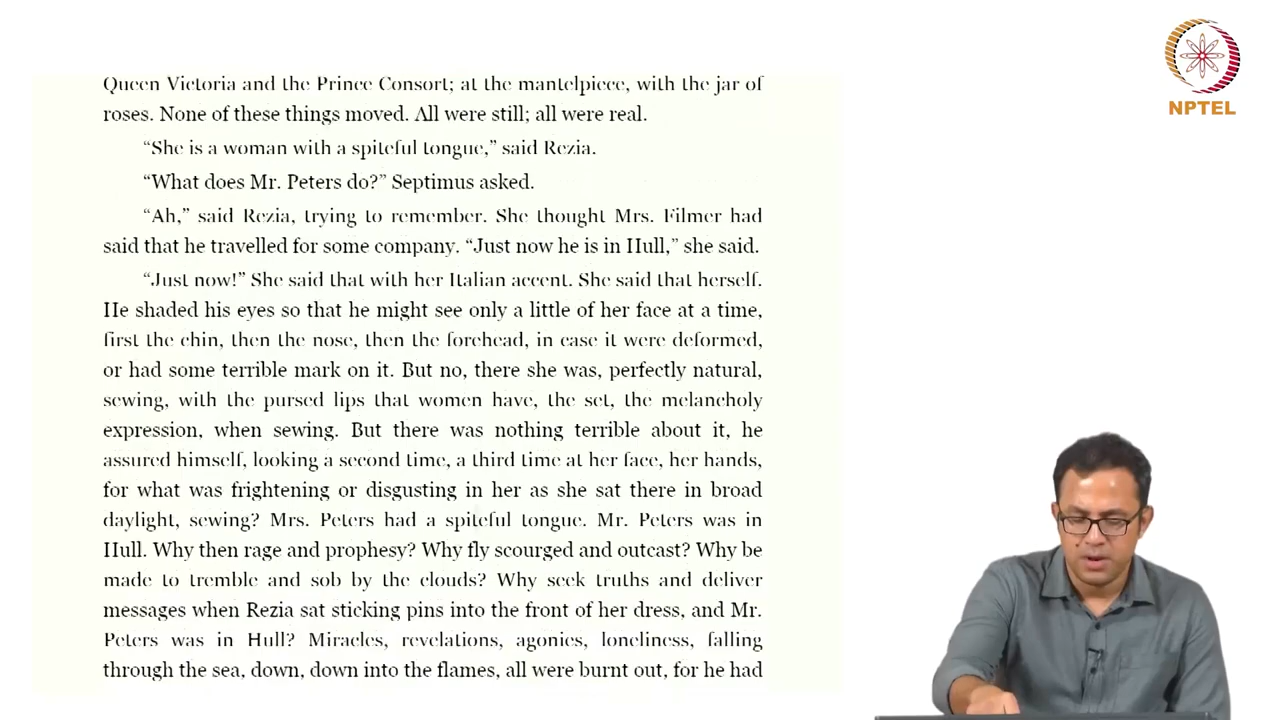 Queen Victoria and the Prince Consort; at the mantelpiece, with the jar of
roses. None of these things moved. All were still; all were real.
“She is a woman with a spiteful tongue,” said Rezia.
“What does Mr. Peters do?” Septimus asked.
“Ah,” said Rezia, trying to remember. She thought Mrs. Filmer had
said that he travelled for some company. “Just now he is in Hull,” she said.
“Just now!” She said that with her Italian accent. She said that herself.
He shaded his eyes so that he might see only a little of her face at a time,
first the chin, then the nose, then the forehead, in case it were deformed,
or had some terrible mark on it. But no, there she was, perfectly natural,
sewing, with the pursed lips that women have, the set, the melancholy
expression, when sewing. But there was nothing terrible about it, he
assured himself, looking a second time, a third time at her face, her hands,
for what was frightening or disgusting in her as she sat there in broad
daylight, sewing? Mrs. Peters had a spiteful tongue. Mr. Peters was in
Hull. Why then rage and prophesy? Why fly scourged and outcast? Why be
made to tremble and sob by the clouds? Why seek truths and deliver
messages when Rezia sat sticking pins into the front of her dress, and Mr.
Peters was in Hull? Miracles, revelations, agonies, loneliness, falling
through the sea, down, down into the flames, all were burnt out, for he had
NPTEL